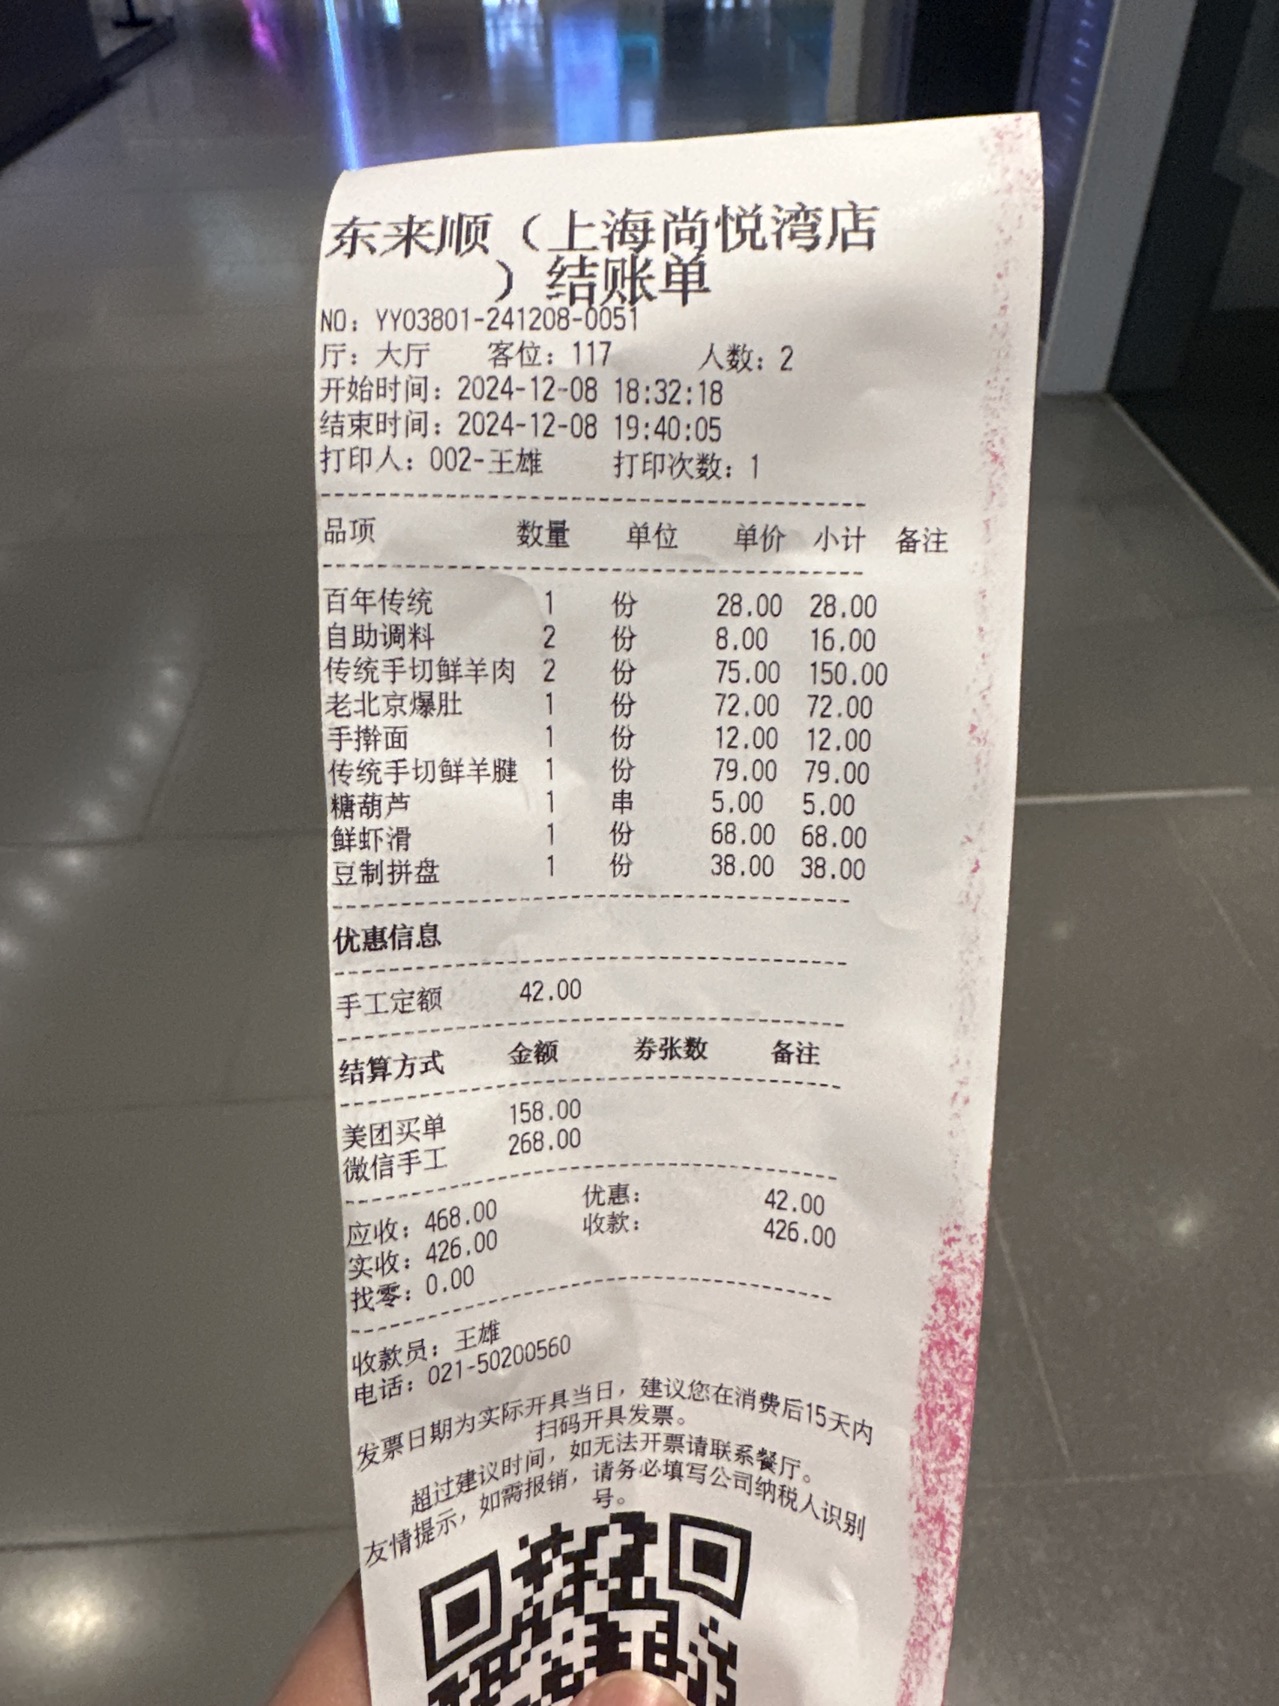 东来顺（上海尚悦湾店
）结账单
NO：YY03801-241208-0051
厅：大厅 客位：117 人数：2
开始时间：2024-12-08 18:32:18
结束时间：2024-12-08 19:40:05
打印人：002-王雄 打印次数：1
品项 数量 单位 单价 小计 备注
百年传统 1 份 28.00 28.00
自助调料 2 份 8.00 16.00
传统手切鲜羊肉 2 份 75.00 150.00
老北京爆肚 1 份 72.00 72.00
手擀面 1 份 12.00 12.00
传统手切鲜羊腱 1 份 79.00 79.00
糖葫芦 1 串 5.00 5.00
鲜虾滑 1 份 68.00 68.00
豆制拼盘 1 份 38.00 38.00
优惠信息
手工定额 42.00
结算方式 金额 券张数 备注
美团买单 158.00
微信手工 268.00
应收：468.00 优惠： 42.00
实收：426.00 收款： 426.00
找零：0.00
收款员：王雄
电话：021-50200560
发票日期为实际开具当日，建议您在消费后15天内
扫码开具发票。
超过建议时间，如无法开票请联系餐厅。
友情提示，如需报销，请务必填写公司纳税人识别
号。